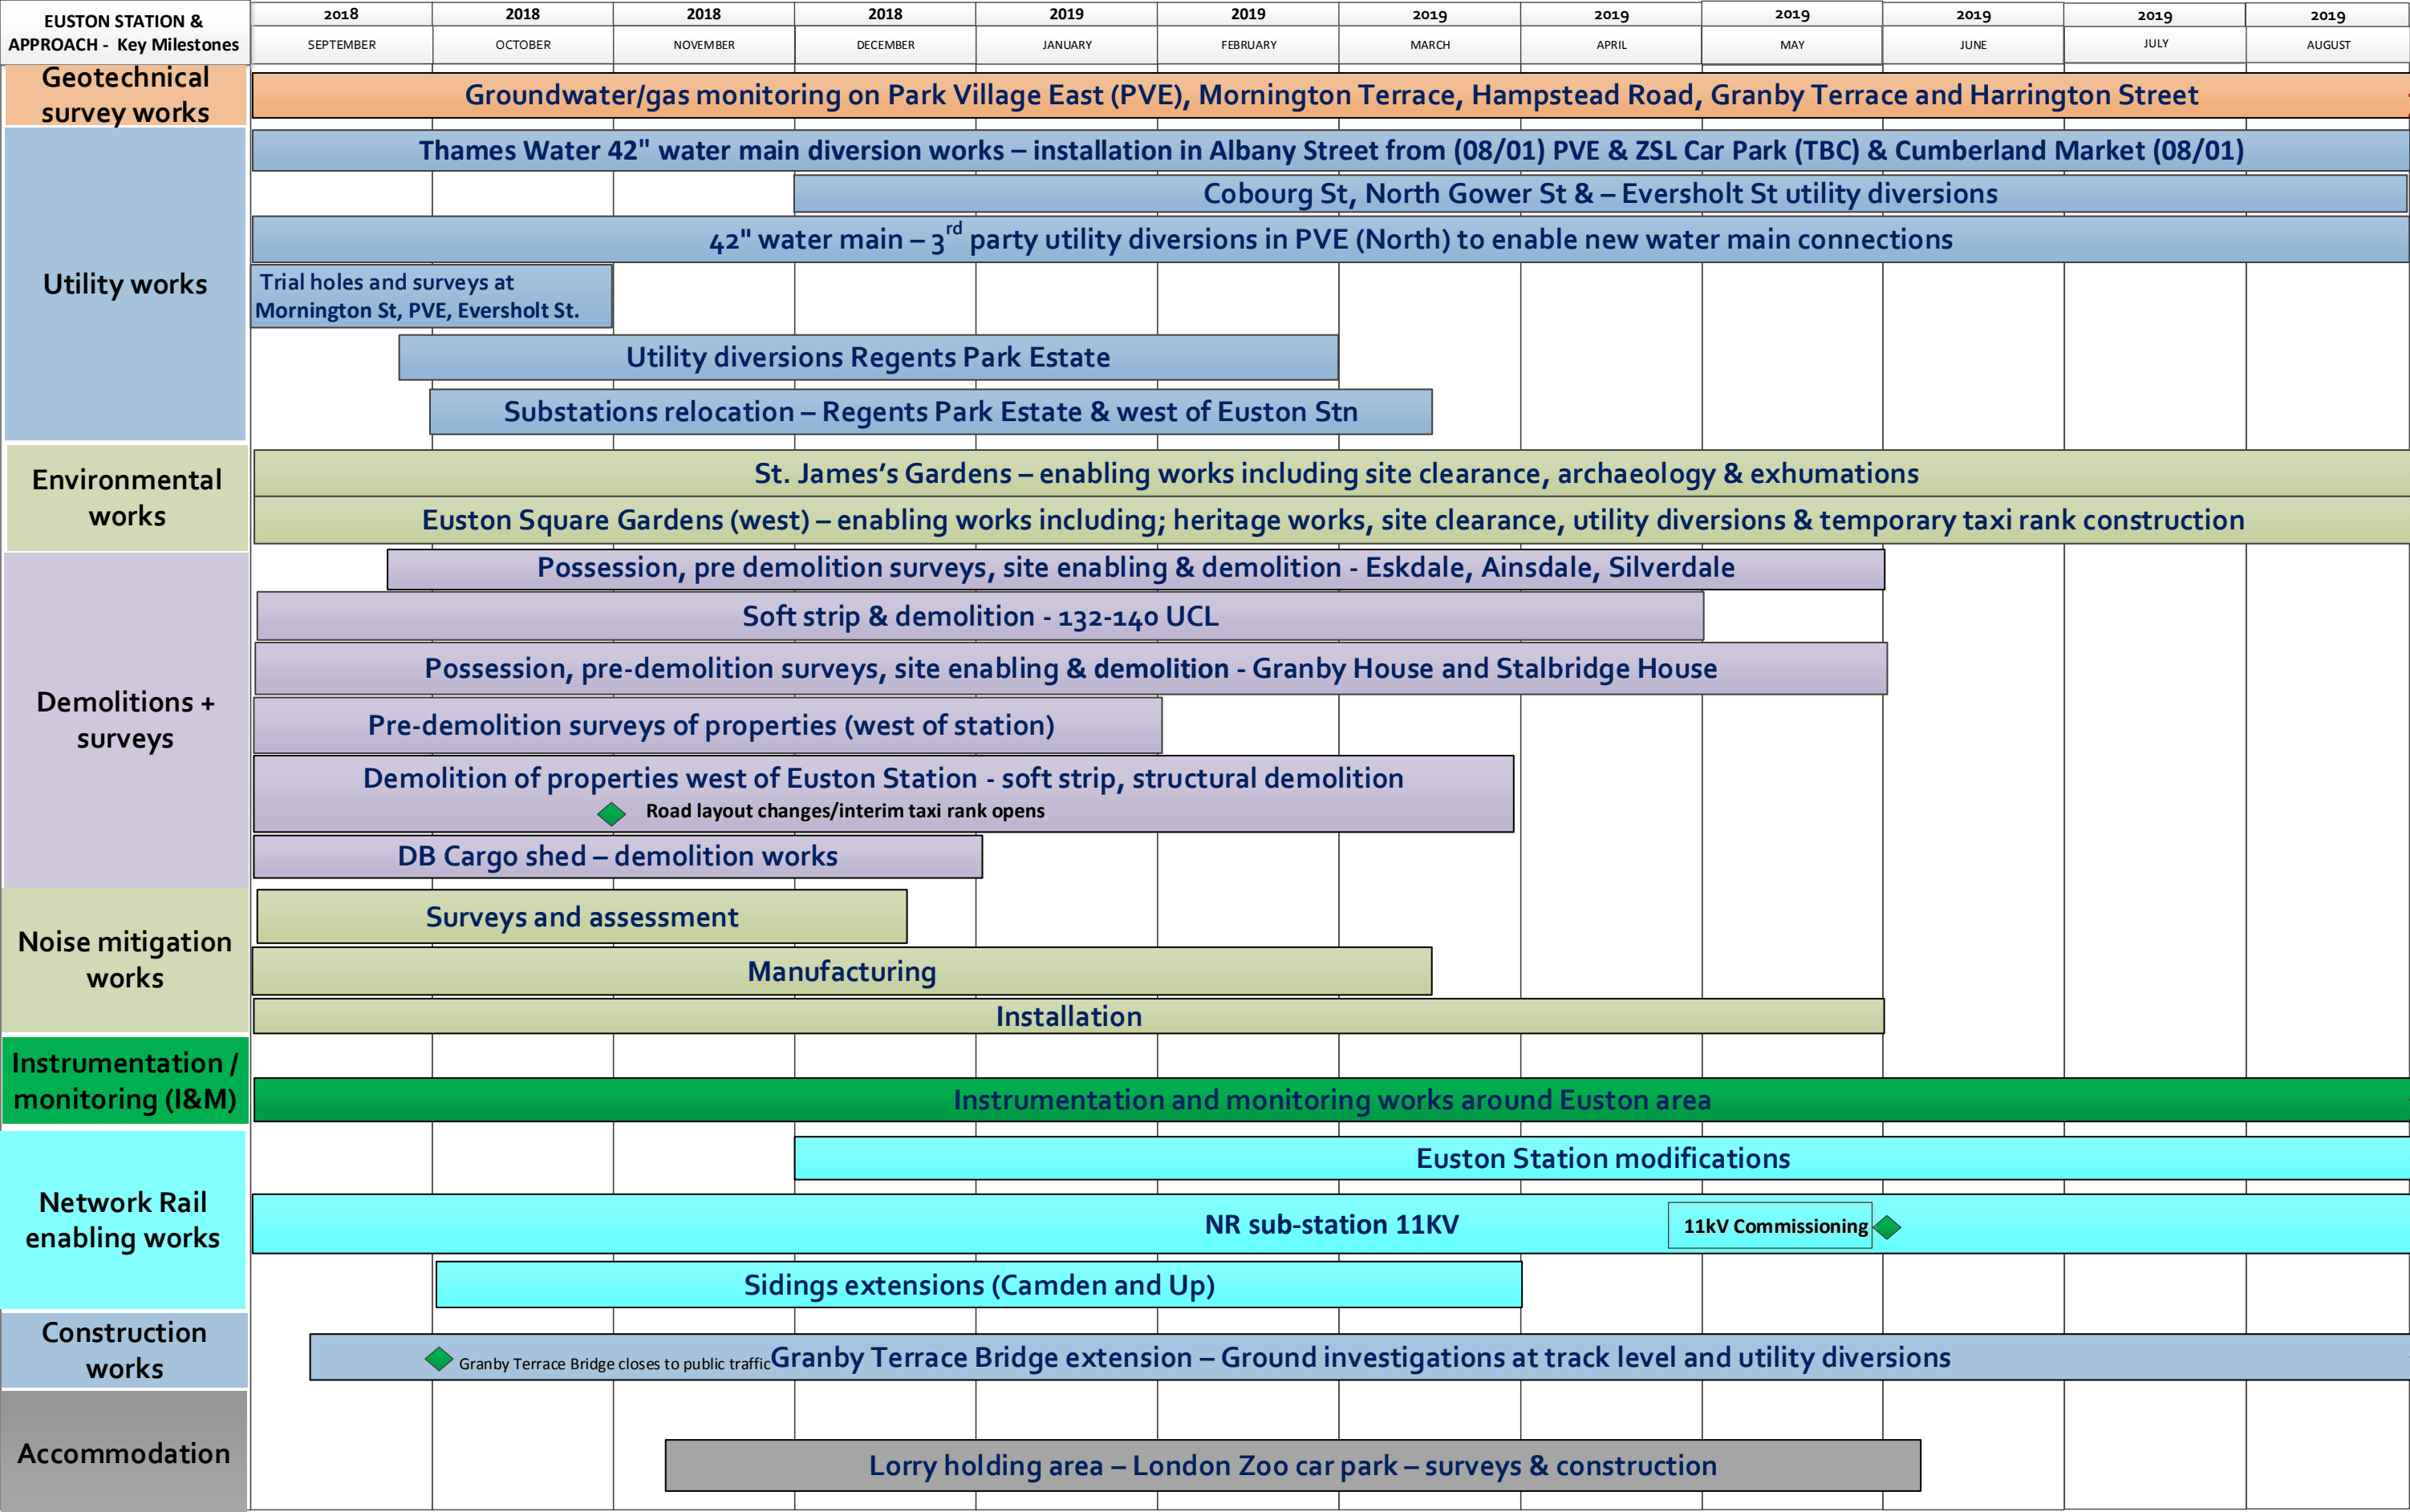 EUSTON STATION &
APPROACH - Key Milestones
2018 2018 2018 2018 2019 2019 2019 2019 2019 2019 2019 2019
SEPTEMBER OCTOBER NOVEMBER DECEMBER JANUARY FEBRUARY MARCH APRIL MAY JUNE JULY AUGUST
Geotechnical
survey works
Groundwater/gas monitoring on Park Village East (PVE), Mornington Terrace, Hampstead Road, Granby Terrace and Harrington Street
Utility works
Thames Water 42" water main diversion works – installation in Albany Street from (08/01) PVE & ZSL Car Park (TBC) & Cumberland Market (08/01)
Cobourg St, North Gower St & – Eversholt St utility diversions
42" water main – 3rd party utility diversions in PVE (North) to enable new water main connections
Trial holes and surveys at
Mornington St, PVE, Eversholt St.
Utility diversions Regents Park Estate
Substations relocation – Regents Park Estate & west of Euston Stn
Environmental
works
St. James’s Gardens – enabling works including site clearance, archaeology & exhumations
Euston Square Gardens (west) – enabling works including; heritage works, site clearance, utility diversions & temporary taxi rank construction
Demolitions +
surveys
Possession, pre demolition surveys, site enabling & demolition - Eskdale, Ainsdale, Silverdale
Soft strip & demolition - 132-140 UCL
Possession, pre-demolition surveys, site enabling & demolition - Granby House and Stalbridge House
Pre-demolition surveys of properties (west of station)
Demolition of properties west of Euston Station - soft strip, structural demolition
Road layout changes/interim taxi rank opens
DB Cargo shed – demolition works
Noise mitigation
works
Surveys and assessment
Manufacturing
Installation
Instrumentation /
monitoring (I&M)
Instrumentation and monitoring works around Euston area
Network Rail
enabling works
Euston Station modifications
NR sub-station 11KV
11kV Commissioning
Sidings extensions (Camden and Up)
Construction
works
Granby Terrace Bridge closes to public traffic
Granby Terrace Bridge extension – Ground investigations at track level and utility diversions
Accommodation
Lorry holding area – London Zoo car park – surveys & construction